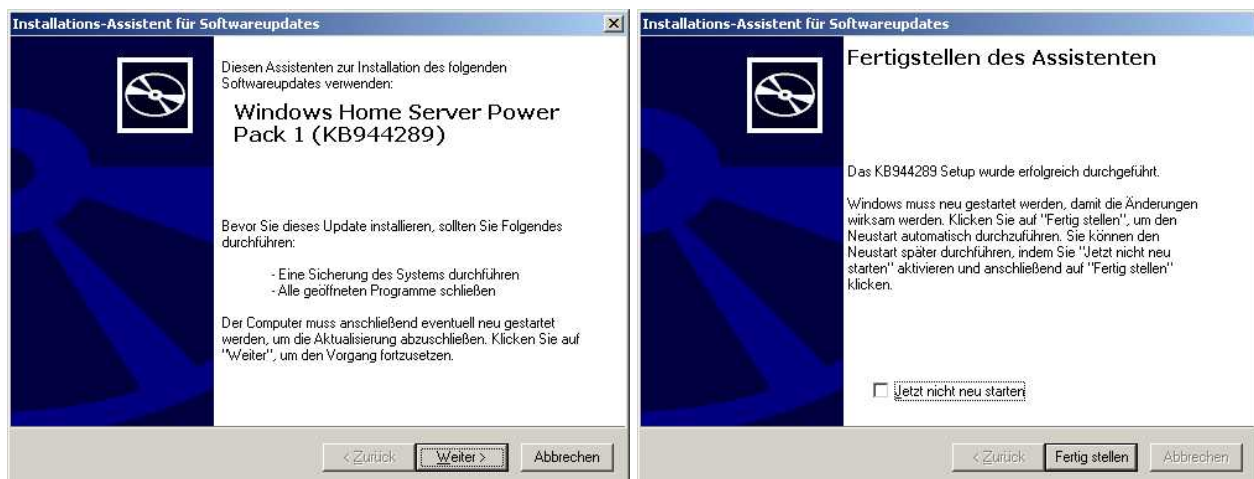 Installations-Assistent für Softwareupdates
Diesen Assistenten zur Installation des folgenden
Softwareupdates verwenden:
Windows Home Server Power
Pack 1 (KB944289)
Bevor Sie dieses Update installieren, sollten Sie Folgendes
durchführen:
- Eine Sicherung des Systems durchführen
- Alle geöffneten Programme schließen
Der Computer muss anschließend eventuell neu gestartet
werden, um die Aktualisierung abzuschließen. Klicken Sie auf
"Weiter", um den Vorgang fortzusetzen.
< Zurück
Weiter >
Abbrechen
Installations-Assistent für Softwareupdates
Fertigstellen des Assistenten
Das KB944289 Setup wurde erfolgreich durchgeführt.
Windows muss neu gestartet werden, damit die Änderungen
wirksam werden. Klicken Sie auf "Fertig stellen", um den
Neustart automatisch durchzuführen. Sie können den
Neustart später durchführen, indem Sie "Jetzt nicht neu
starten" aktivieren und anschließend auf "Fertig stellen"
klicken.
Jetzt nicht neu starten
< Zurück
Fertig stellen
Abbrechen